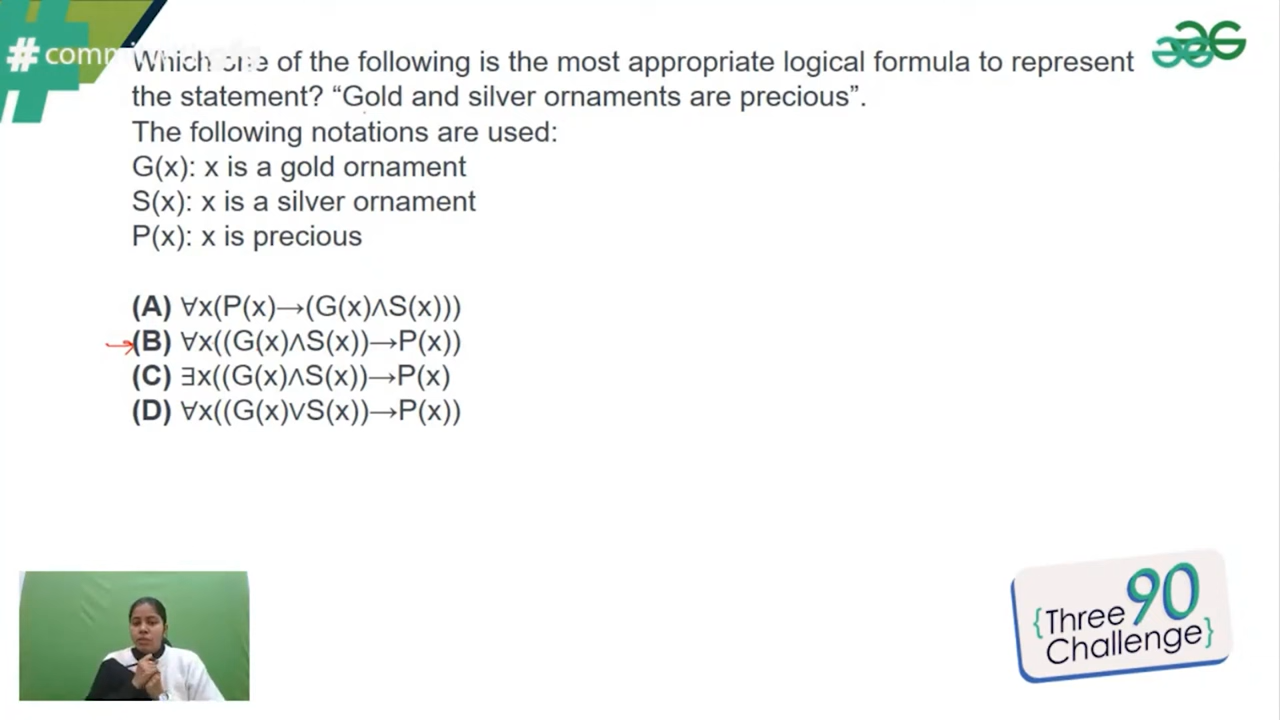 #commit
Which one of the following is the most appropriate logical formula to represent
the statement? “Gold and silver ornaments are precious”.
The following notations are used:
G(x): x is a gold ornament
S(x): x is a silver ornament
P(x): x is precious
(A) ∀x(P(x)→(G(x)∧S(x)))
(B) ∀x((G(x)∧S(x))→P(x))
(C) ∃x((G(x)∧S(x))→P(x)
(D) ∀x((G(x)∨S(x))→P(x))
{Three 90
Challenge}